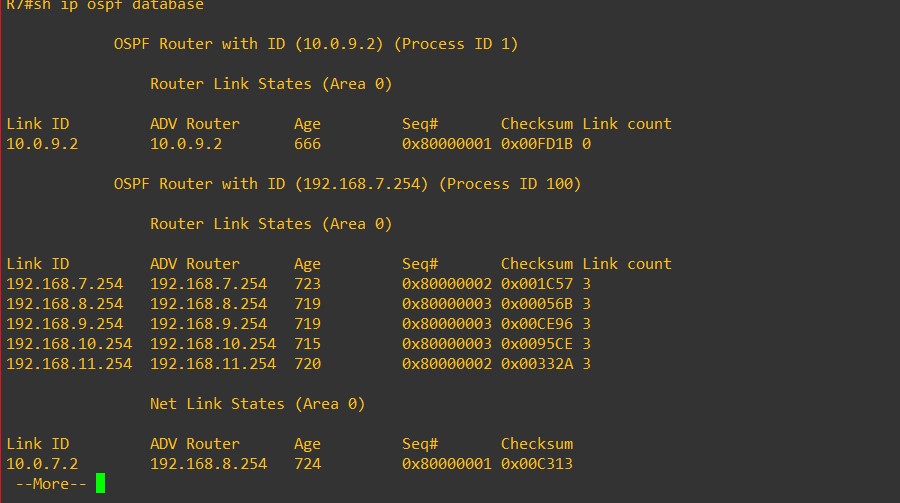 R7#sh ip ospf database
OSPF Router with ID (10.0.9.2) (Process ID 1)
Router Link States (Area 0)
Link ID ADV Router Age Seq# Checksum Link count
10.0.9.2 10.0.9.2 666 0x80000001 0x00FD1B 0
OSPF Router with ID (192.168.7.254) (Process ID 100)
Router Link States (Area 0)
Link ID ADV Router Age Seq# Checksum Link count
192.168.7.254 192.168.7.254 723 0x80000002 0x001C57 3
192.168.8.254 192.168.8.254 719 0x80000003 0x00056B 3
192.168.9.254 192.168.9.254 719 0x80000003 0x00CE96 3
192.168.10.254 192.168.10.254 715 0x80000003 0x0095CE 3
192.168.11.254 192.168.11.254 720 0x80000002 0x00332A 3
Net Link States (Area 0)
Link ID ADV Router Age Seq# Checksum
10.0.7.2 192.168.8.254 724 0x80000001 0x00C313
--More--